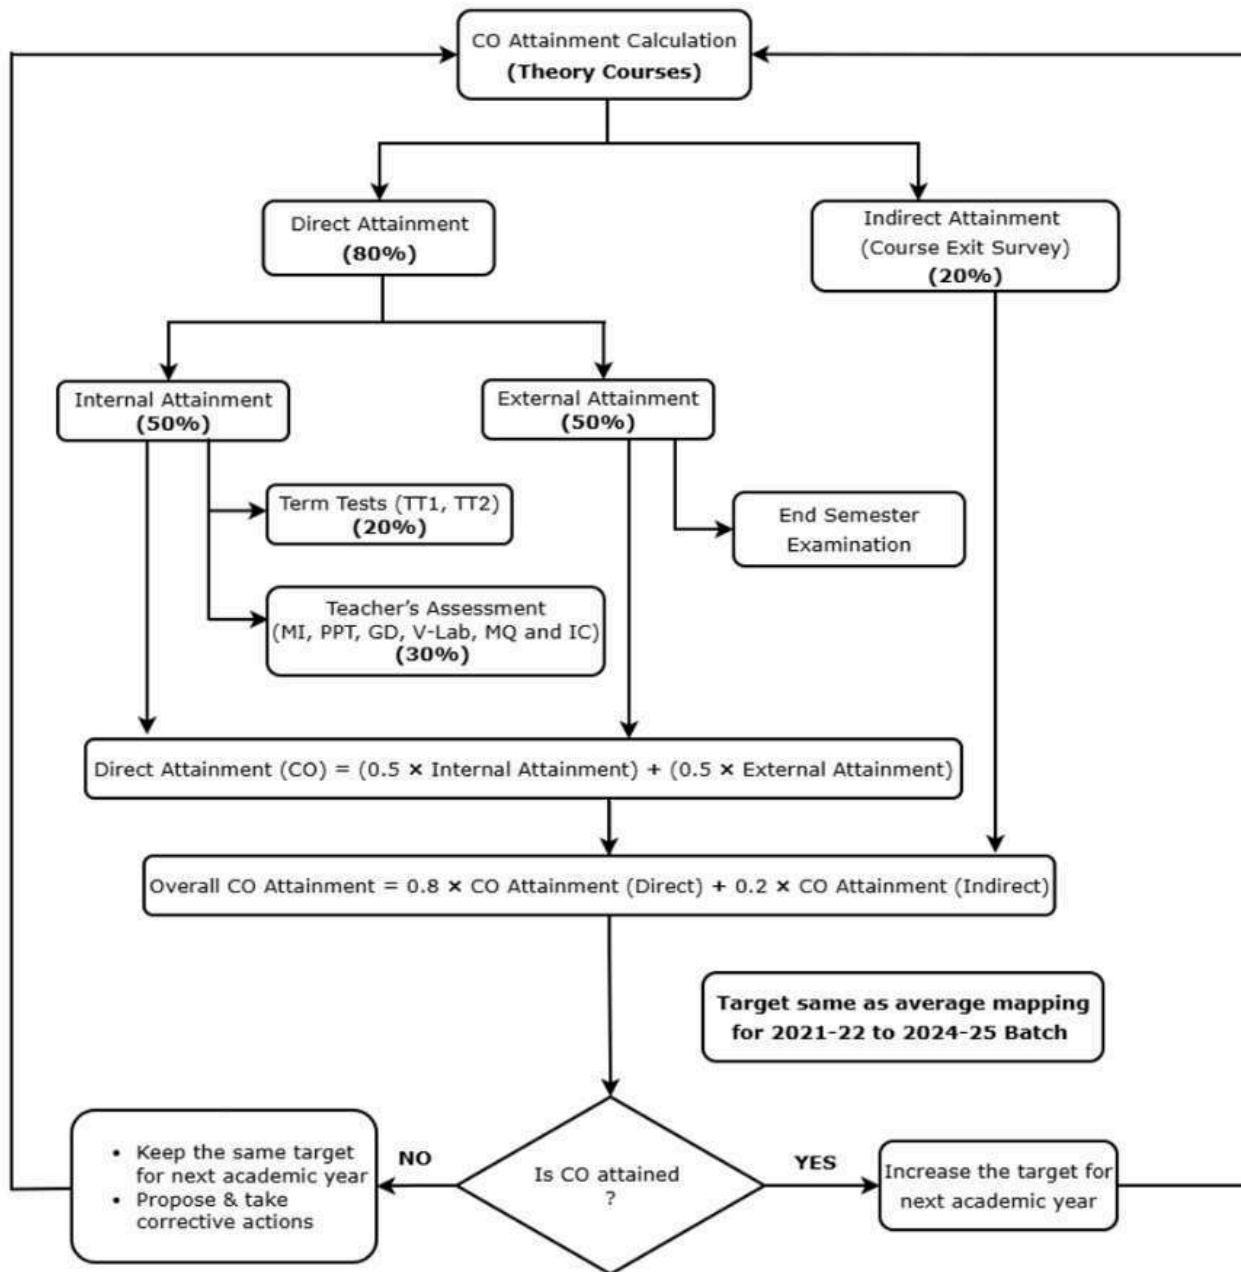 CO Attainment Calculation
(Theory Courses)
Direct Attainment
(80%)
Indirect Attainment
(Course Exit Survey)
(20%)
Internal Attainment
(50%)
External Attainment
(50%)
Term Tests (TT1, TT2)
(20%)
End Semester
Examination
Teacher’s Assessment
(MI, PPT, GD, V-Lab, MQ and IC)
(30%)
Direct Attainment (CO) = (0.5 × Internal Attainment) + (0.5 × External Attainment)
Overall CO Attainment = 0.8 × CO Attainment (Direct) + 0.2 × CO Attainment (Indirect)
Target same as average mapping
for 2021-22 to 2024-25 Batch
• Keep the same target
for next academic year
• Propose & take
corrective actions
NO
Is CO attained
?
YES
Increase the target for
next academic year